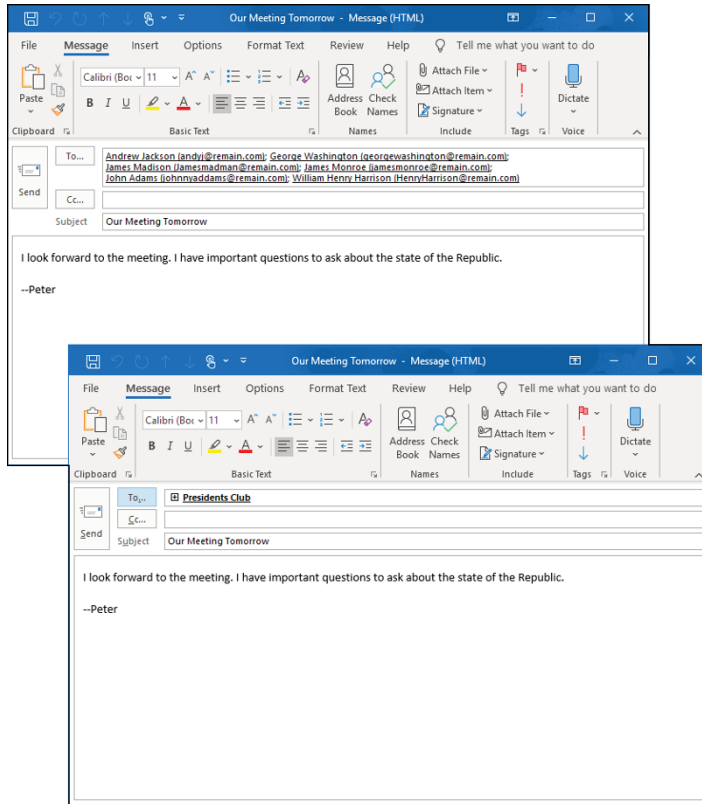 Our Meeting Tomorrow - Message (HTML)
File Message Insert Options Format Text Review Help Tell me what you want to do
Calibri (Boc 11 A^ A˅ Attach File
Paste B I U A Address Check Attach Item Dictate
Book Names Signature
Clipboard Basic Text Names Include Tags Voice
To... Andrew Jackson (andyj@remain.com); George Washington (georgewashington@remain.com);
James Madison (Jamesmadman@remain.com); James Monroe (jamesmonroe@remain.com);
John Adams (johnnyaddams@remain.com); William Henry Harrison (HenryHarrison@remain.com)
Send
Cc...
Subject Our Meeting Tomorrow
I look forward to the meeting. I have important questions to ask about the state of the Republic.
--Peter
Our Meeting Tomorrow - Message (HTML)
File Message Insert Options Format Text Review Help Tell me what you want to do
Calibri (Boc 11 A^ A˅ Attach File
Paste B I U A Address Check Attach Item Dictate
Book Names Signature
Clipboard Basic Text Names Include Tags Voice
To... Presidents Club
Cc...
Send
Subject Our Meeting Tomorrow
I look forward to the meeting. I have important questions to ask about the state of the Republic.
--Peter